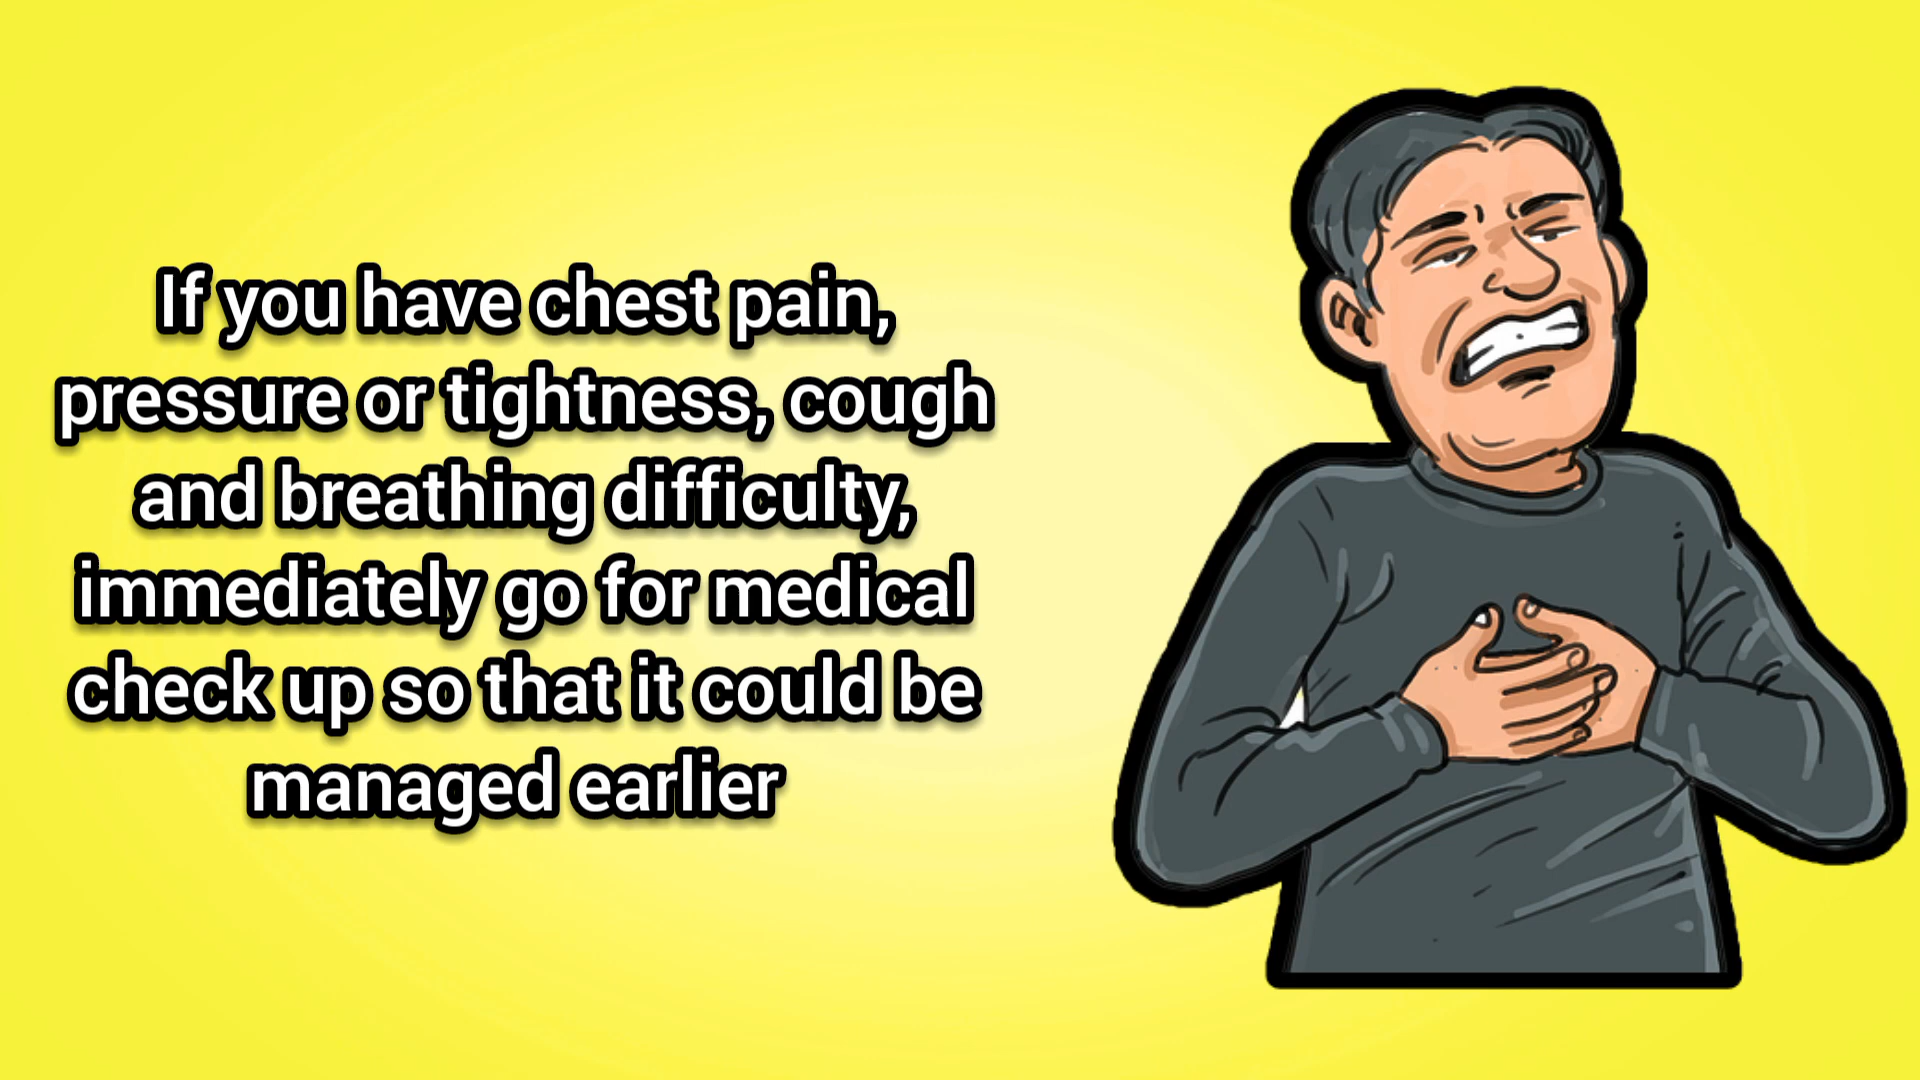 If you have chest pain,
pressure or tightness, cough
and breathing difficulty,
immediately go for medical
check up so that it could be
managed earlier